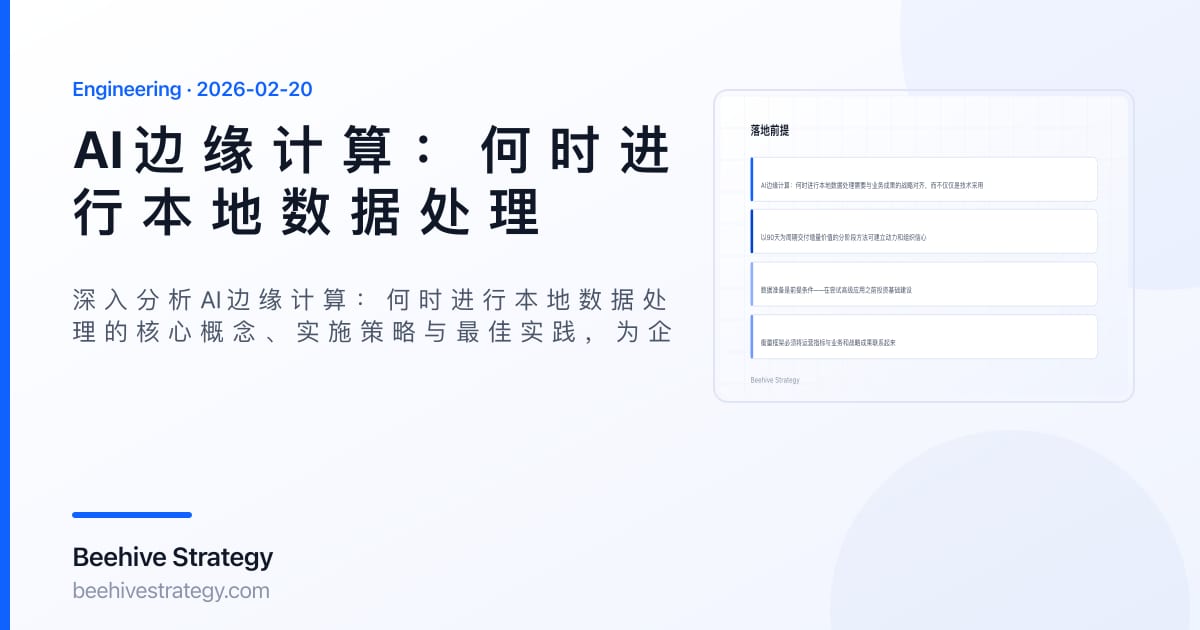 Engineering · 2026-02-20
AI边缘计算：何时进
行本地数据处理
深入分析AI边缘计算：何时进行本地数据处
理的核心概念、实施策略与最佳实践，为企
Beehive Strategy
beehivestrategy.com
落地前提
AI边缘计算：何时进行本地数据处理需要与业务成果的战略对齐，而不仅仅是技术采用
以90天为周期交付增量价值的分阶段方法可建立动力和组织信心
数据准备是前提条件——在尝试高级应用之前投资基础建设
衡量框架必须将运营指标与业务和战略成果联系起来
Beehive Strategy